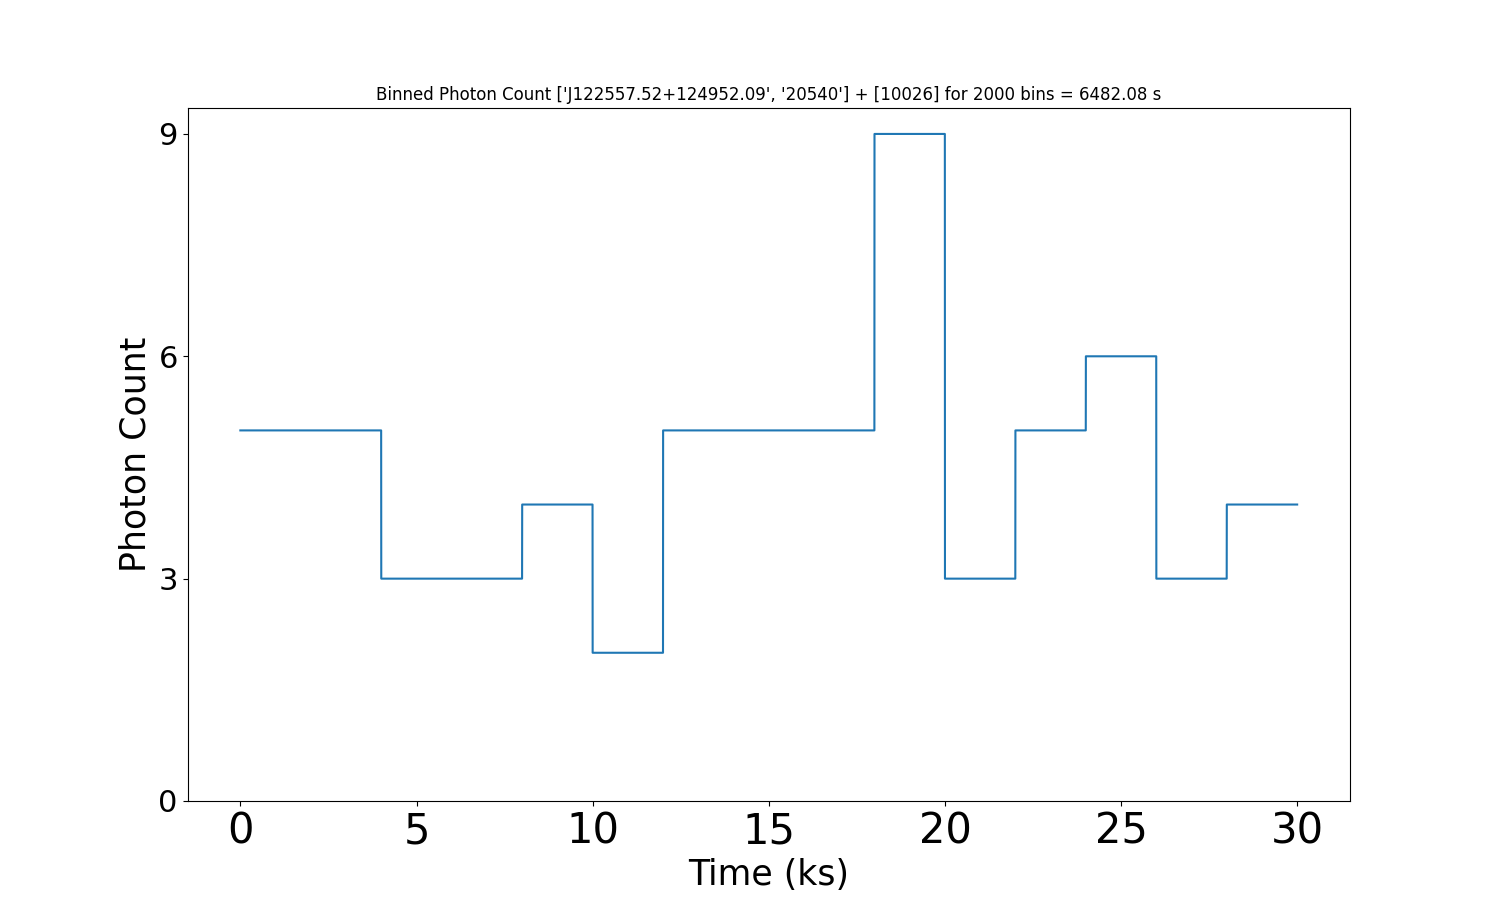 Binned Photon Count ['J122557.52+124952.09', '20540'] + [10026] for 2000 bins = 6482.08 s
9
6
3
0
Photon Count
0 5 10 15 20 25 30
Time (ks)